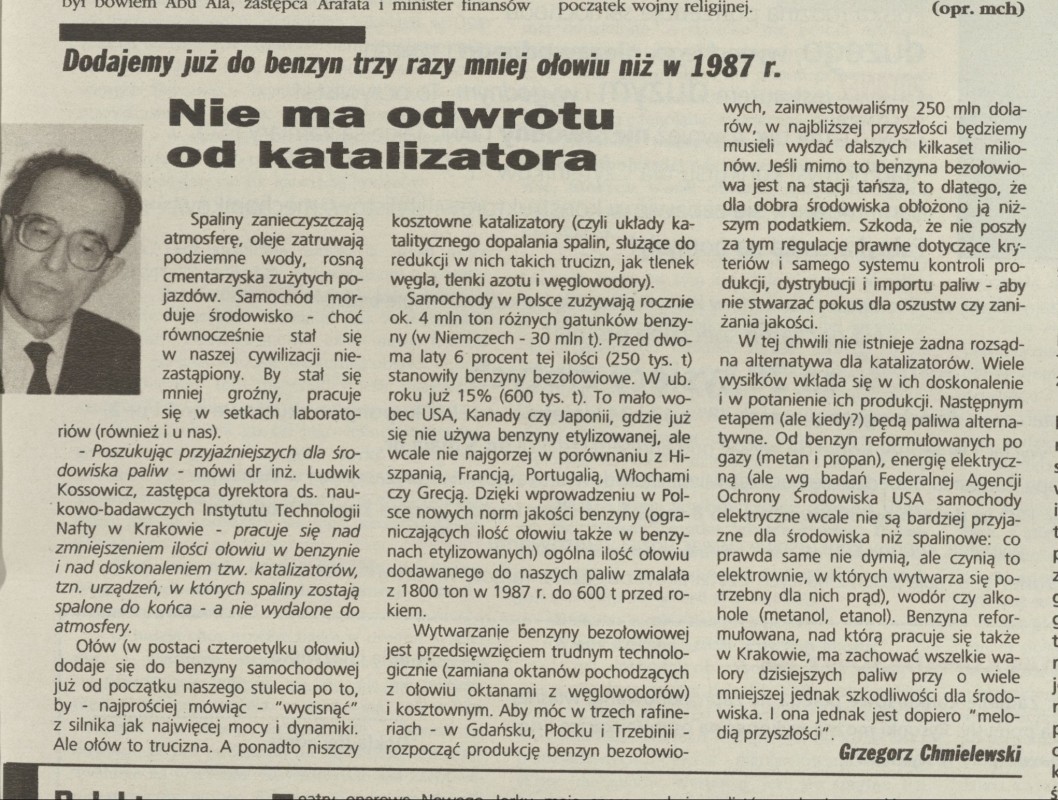 był bowiem Abu Ala, zastępca Arafata i minister finansów
początek wojny religijnej.
(opr. mch)
Dodajemy już do benzyn trzy razy mniej ołowiu niż w 1987 r.
Nie ma odwrotu
od katalizatora
Spaliny zanieczyszczają
atmosferę, oleje zatruwają
podziemne wody, rosną
cmentarzyska zużytych po-
jazdów. Samochód mor-
duje środowisko - choć
równocześnie stał się
w naszej cywilizacji nie-
zastąpiony. By stał się
mniej groźny, pracuje
się w setkach laborato-
riów (również i u nas).
- Poszukując przyjaźniejszych dla śro-
dowiska paliw - mówi dr inż. Ludwik
Kossowicz, zastępca dyrektora ds. nau-
kowo-badawczych Instytutu Technologii
Nafty w Krakowie - pracuje się nad
zmniejszeniem ilości ołowiu w benzynie
i nad doskonaleniem tzw. katalizatorów,
tzn. urządzeń, w których spaliny zostają
spalone do końca - a nie wydalone do
atmosfery.
Ołów (w postaci czteroetylku ołowiu)
dodaje się do benzyny samochodowej
już od początku naszego stulecia po to,
by - najprościej mówiąc - "wycisnąć"
z silnika jak najwięcej mocy i dynamiki.
Ale ołów to trucizna. A ponadto niszczy
kosztowne katalizatory (czyli układy ka-
talitycznego dopalania spalin, służące do
redukcji w nich takich trucizn, jak tlenek
węgla, tlenki azotu i węglowodory).
Samochody w Polsce zużywają rocznie
ok. 4 mln ton różnych gatunków benzy-
ny (w Niemczech - 30 mln t). Przed dwo-
ma laty 6 procent tej ilości (250 tys. t)
stanowiły benzyny bezołowiowe. W ub.
roku już 15% (600 tys. t). To mało wo-
bec USA, Kanady czy Japonii, gdzie już
się nie używa benzyny etylizowanej, ale
wcale nie najgorzej w porównaniu z Hi-
szpanią, Francją, Portugalią, Włochami
czy Grecją. Dzięki wprowadzeniu w Pol-
sce nowych norm jakości benzyny (ogra-
niczających ilość ołowiu także w benzy-
nach etylizowanych) ogólna ilość ołowiu
dodawanego do naszych paliw zmalała
z 1800 ton w 1987 r. do 600 t przed ro-
kiem.
Wytwarzanie benzyny bezołowiowej
jest przedsięwzięciem trudnym technolo-
gicznie (zamiana oktanów pochodzących
z ołowiu oktanami z węglowodorów)
i kosztownym. Aby móc w trzech rafine-
riach - w Gdańsku, Płocku i Trzebinii -
rozpocząć produkcję benzyn bezołowio-
wych, zainwestowaliśmy 250 mln dola-
rów, w najbliższej przyszłości będziemy
musieli wydać dalszych kilkaset milio-
nów. Jeśli mimo to benzyna bezołowio-
wa jest na stacji tańsza, to dlatego, że
dla dobra środowiska obłożono ją niż-
szym podatkiem. Szkoda, że nie poszły
za tym regulacje prawne dotyczące kry-
teriów i samego systemu kontroli pro-
dukcji, dystrybucji i importu paliw - aby
nie stwarzać pokus dla oszustw czy zani-
żania jakości.
W tej chwili nie istnieje żadna rozsąd-
na alternatywa dla katalizatorów. Wiele
wysiłków wkłada się w ich doskonalenie
i w potanienie ich produkcji. Następnym
etapem (ale kiedy?) będą paliwa alterna-
tywne. Od benzyn reformułowanych po
gazy (metan i propan), energię elektrycz-
ną (ale wg badań Federalnej Agencji
Ochrony Środowiska USA samochody
elektryczne wcale nie są bardziej przyja-
zne dla środowiska niż spalinowe: co
prawda same nie dymią, ale czynią to
elektrownie, w których wytwarza się po-
trzebny dla nich prąd), wodór czy alko-
hole (metanol, etanol). Benzyna refor-
mułowana, nad którą pracuje się także
w Krakowie, ma zachować wszelkie wa-
lory dzisiejszych paliw przy o wiele
mniejszej jednak szkodliwości dla środo-
wiska. I ona jednak jest dopiero "melo-
dią przyszłości".
Grzegorz Chmielewski